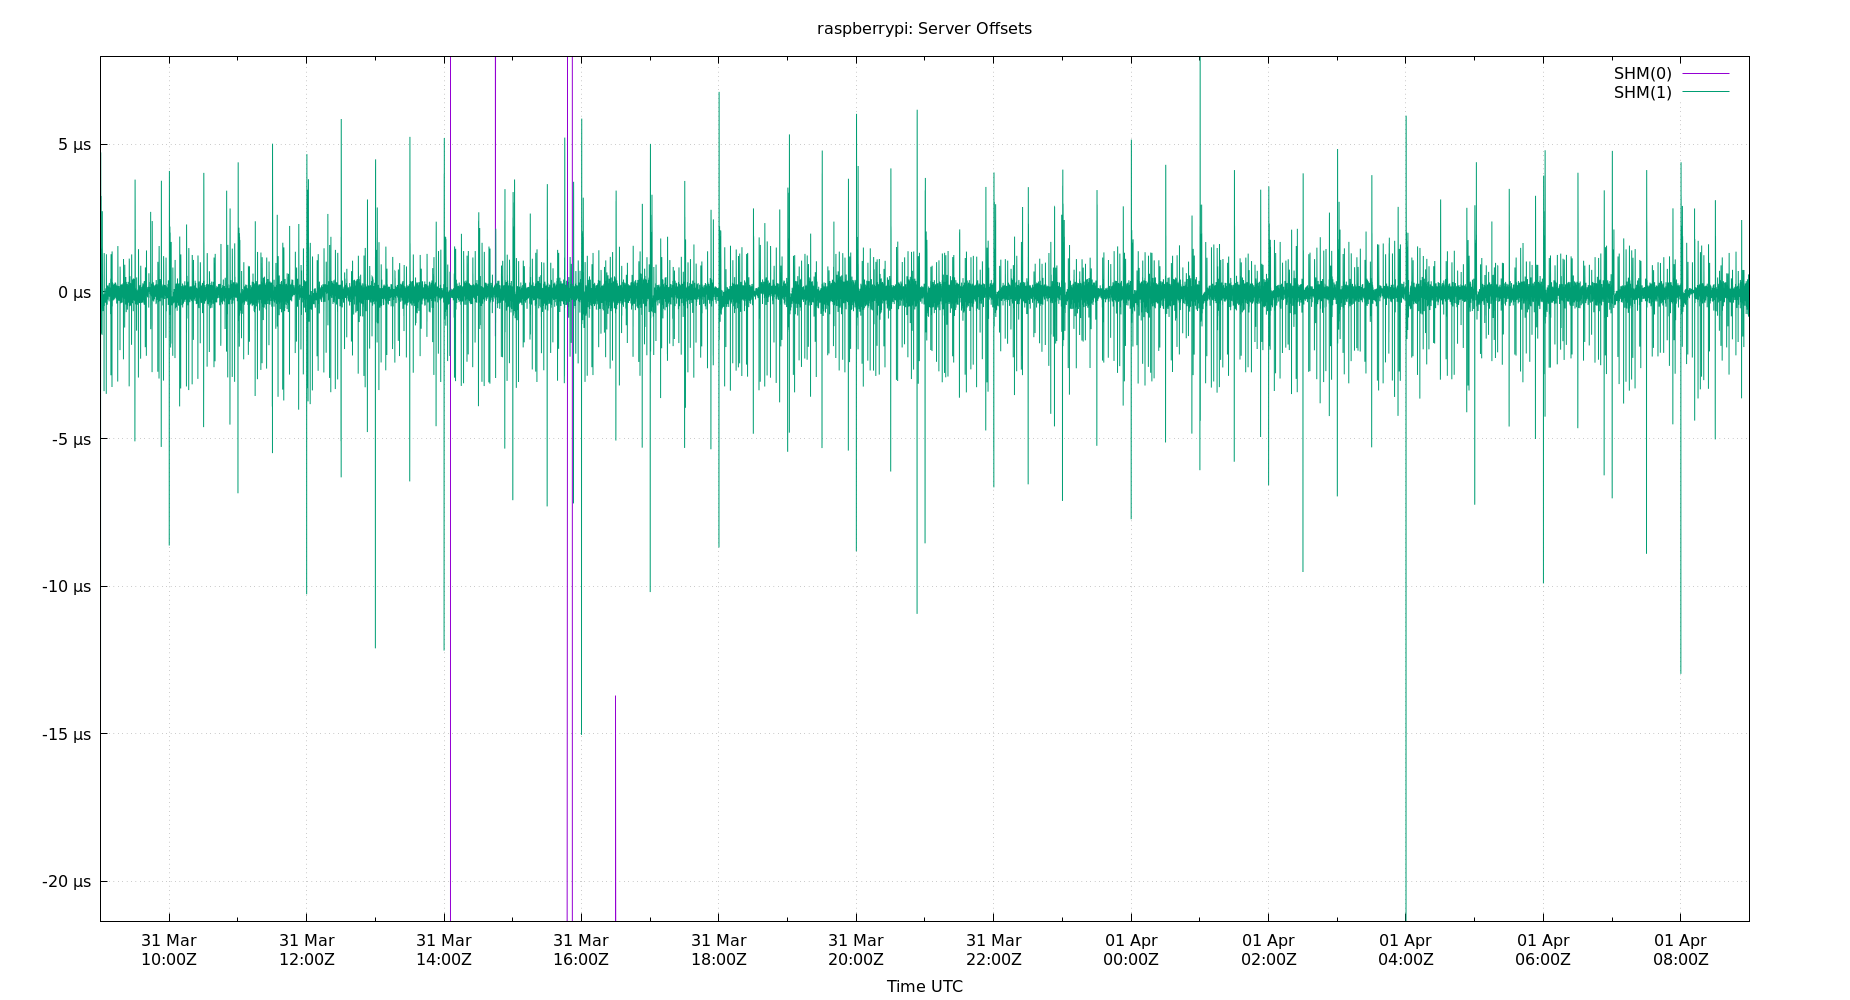 raspberrypi: Server Offsets
SHM(0)
SHM(1)
5 µs
0 µs
-5 µs
-10 µs
-15 µs
-20 µs
31 Mar 31 Mar 31 Mar 31 Mar 31 Mar 31 Mar 31 Mar 01 Apr 01 Apr 01 Apr 01 Apr 01 Apr
10:00Z 12:00Z 14:00Z 16:00Z 18:00Z 20:00Z 22:00Z 00:00Z 02:00Z 04:00Z 06:00Z 08:00Z
Time UTC